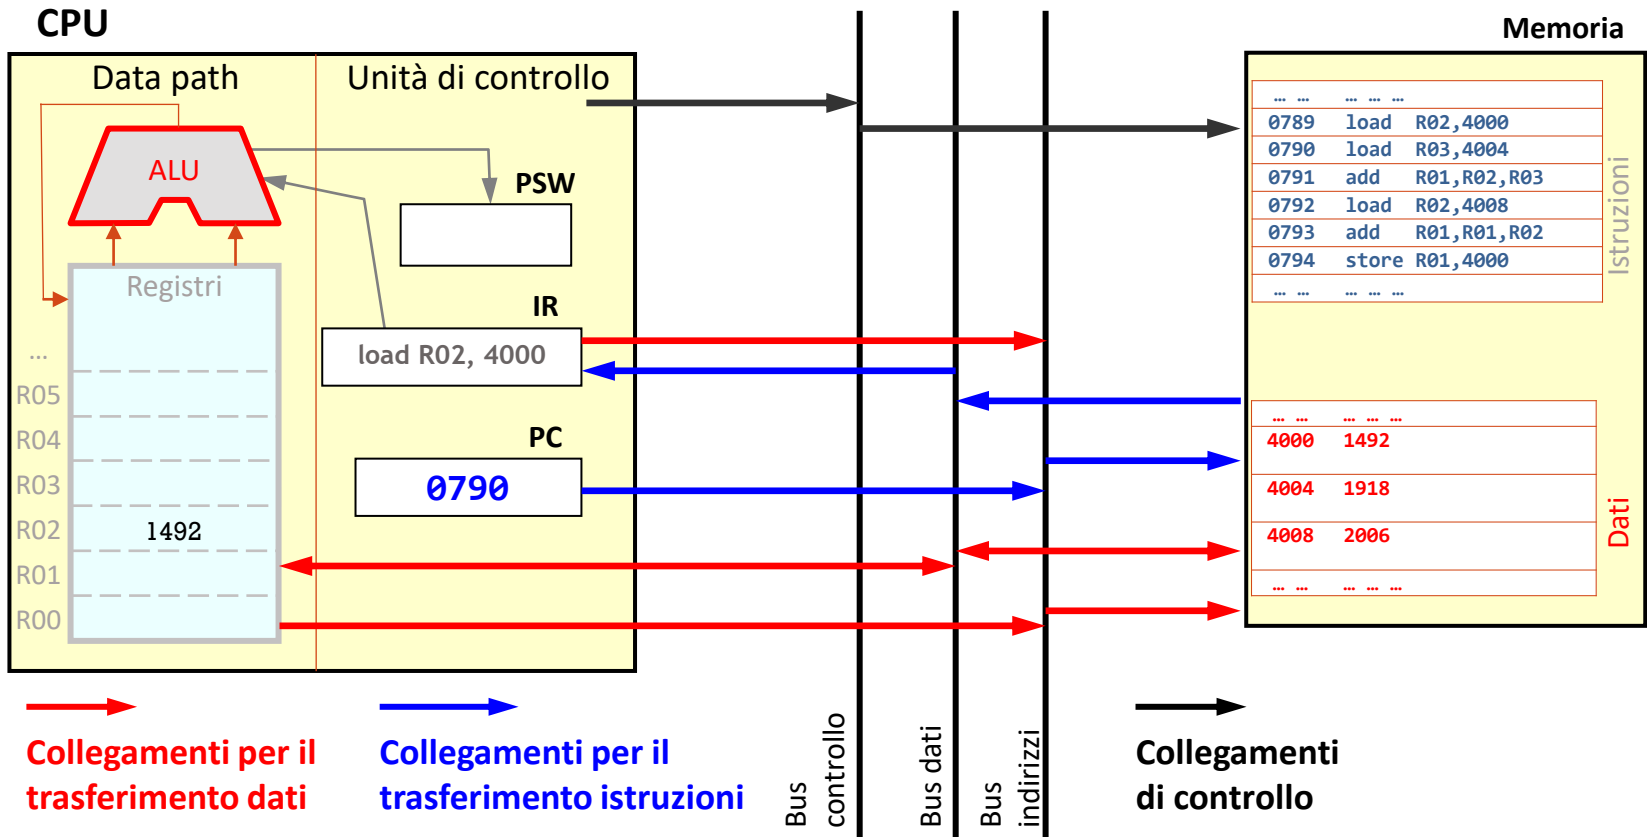 CPU
Data path
Unità di controllo
ALU
PSW
Registri
IR
load R02, 4000
...
R05
R04
PC
R03
0790
R02
1492
R01
R00
Memoria
... ... ... ... ...
0789 load R02,4000
0790 load R03,4004
0791 add R01,R02,R03
0792 load R02,4008
0793 add R01,R01,R02
0794 store R01,4000
... ... ... ... ...
Istruzioni
... ... ... ... ...
4000 1492
4004 1918
4008 2006
... ... ... ... ...
Dati
Collegamenti per il
trasferimento dati
Collegamenti per il
trasferimento istruzioni
Bus
controllo
Bus dati
Bus
indirizzi
Collegamenti
di controllo